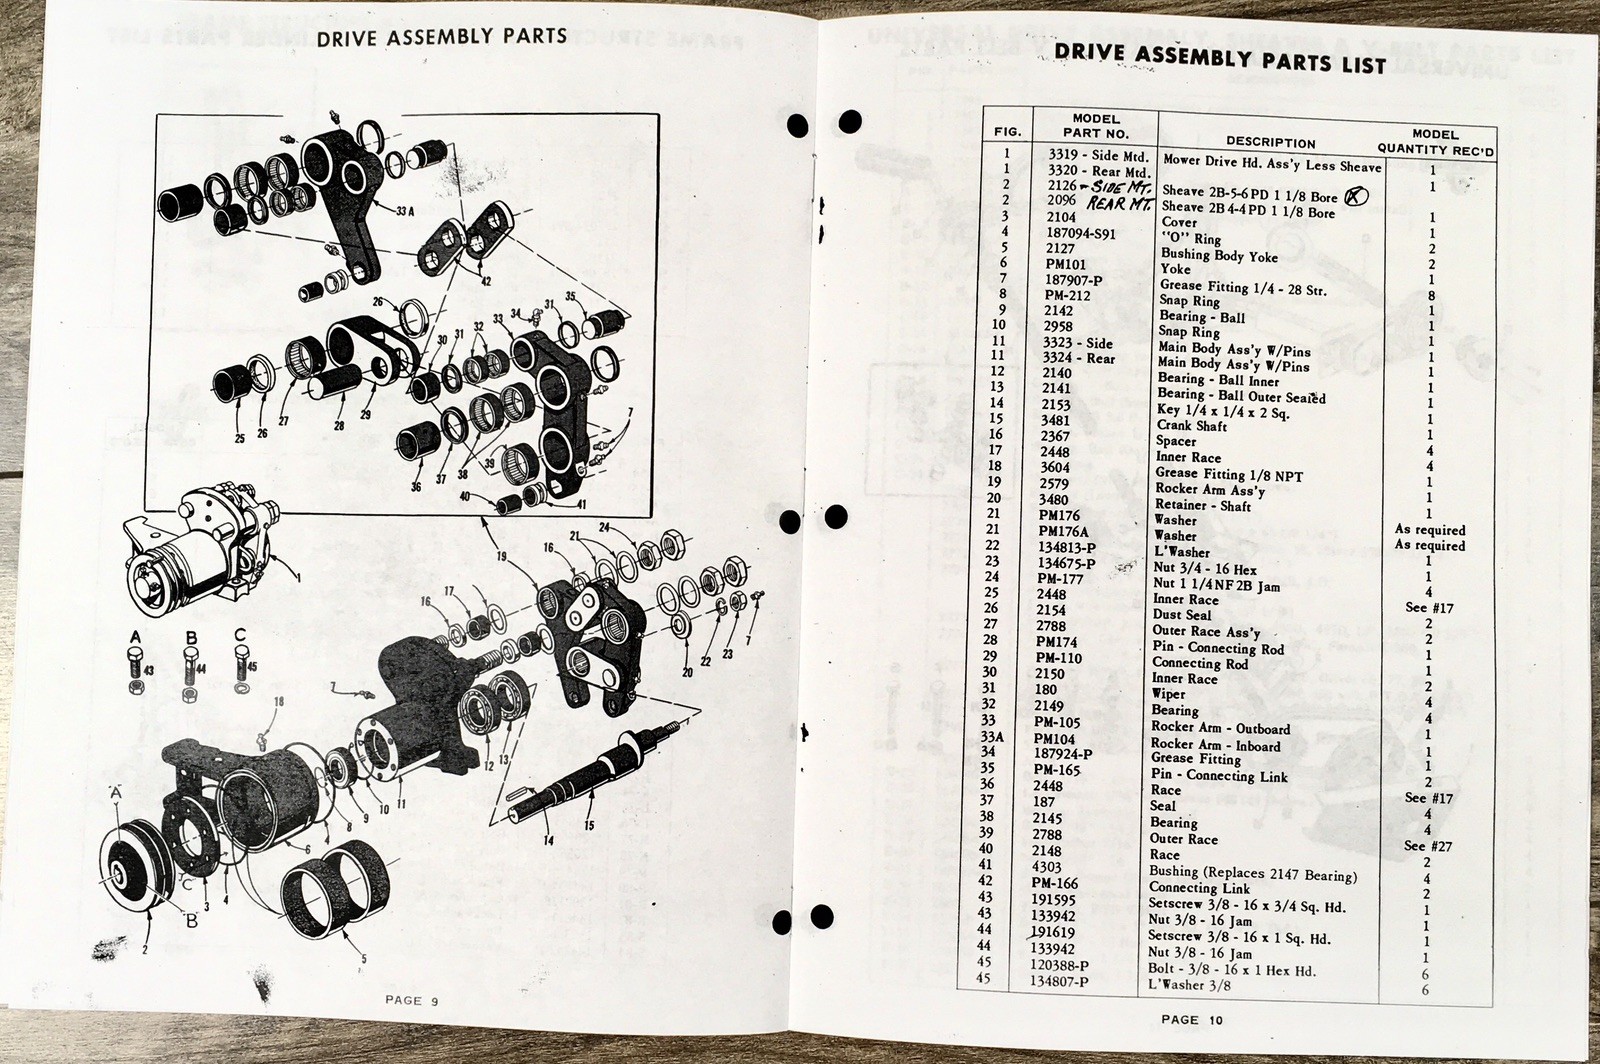 DRIVE ASSEMBLY PARTS
33A
42
26
35
31
34
33
32
31
30
25
26
27
28
29
7
36
37
38
39
40
41
1
19
24
21
16
17
16
A
B
C
43
44
45
20
22
23
7
7
18
12
13
11
10
9
8
4
6
14
15
A
C
B
2
3
4
5
PAGE 9
DRIVE ASSEMBLY PARTS LIST
FIG. MODEL PART NO. DESCRIPTION MODEL QUANTITY REC'D
1 3319 - Side Mtd. Mower Drive Hd. Ass'y Less Sheave 1
1 3320 - Rear Mtd. 1
2 2126 - SIDE MT. Sheave 2B-5-6PD 1 1/8 Bore
2 2096 REAR MT. Sheave 2B4-4PD 1 1/8 Bore 1
3 2104 Cover 1
4 187094-S91 "O" Ring 2
5 2127 Bushing Body Yoke 2
6 PM101 Yoke 1
7 187907-P Grease Fitting 1/4 - 28 Str. 8
8 PM-212 Snap Ring 1
9 2142 Bearing - Ball 1
10 2958 Snap Ring 1
11 3323 - Side Main Body Ass'y W/Pins 1
11 3324 - Rear Main Body Ass'y W/Pins 1
12 2140 Bearing - Ball Inner 1
13 2141 Bearing - Ball Outer Sealed 1
14 2153 Key 1/4 x 1/4 x 2 Sq. 1
15 3481 Crank Shaft 1
16 2367 Spacer 4
17 2448 Inner Race 4
18 3604 Grease Fitting 1/8 NPT 1
19 2579 Rocker Arm Ass'y 1
20 3480 Retainer - Shaft 1
21 PM176 Washer As required
21 PM176A Washer As required
22 134813-P L'Washer 1
23 134675-P Nut 3/4 - 16 Hex 1
24 PM-177 Nut 1 1/4 NF 2B Jam 4
25 2448 Inner Race See #17
26 2154 Dust Seal 2
27 2788 Outer Race Ass'y 2
28 PM174 Pin - Connecting Rod 1
29 PM-110 Connecting Rod 1
30 2150 Inner Race 2
31 180 Wiper 4
32 2149 Bearing 4
33 PM-105 Rocker Arm - Outboard 1
33A PM104 Rocker Arm - Inboard 1
34 187924-P Grease Fitting 1
35 PM-165 Pin - Connecting Link 2
36 2448 Race See #17
37 187 Seal 4
38 2145 Bearing 4
39 2788 Outer Race See #27
40 2148 Race 2
41 4303 Bushing (Replaces 2147 Bearing) 4
42 PM-166 Connecting Link 2
43 191595 Setscrew 3/8 - 16 x 3/4 Sq. Hd. 1
43 133942 Nut 3/8 - 16 Jam 1
44 191619 Setscrew 3/8 - 16 x 1 Sq. Hd. 1
44 133942 Nut 3/8 - 16 Jam 1
45 120388-P Bolt - 3/8 - 16 x 1 Hex Hd. 6
45 134807-P L'Washer 3/8 6
PAGE 10